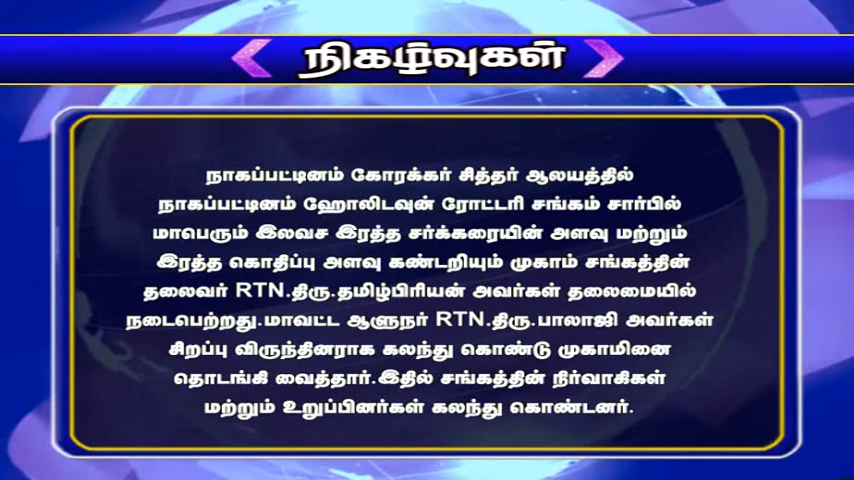 நிகழ்வுகள்
நாகப்பட்டினம் கோரக்கர் சித்தர் ஆலயத்தில்
நாகப்பட்டினம் ஹோலிடவுன் ரோட்டரி சங்கம் சார்பில்
மாபெரும் இலவச இரத்த சர்க்கரையின் அளவு மற்றும்
இரத்த கொதிப்பு அளவு கண்டறியும் முகாம் சங்கத்தின்
தலைவர் RTN.திரு.தமிழ்பிரியன் அவர்கள் தலைமையில்
நடைபெற்றது.மாவட்ட ஆளுநர் RTN.திரு.பாலாஜி அவர்கள்
சிறப்பு விருந்தினராக கலந்து கொண்டு முகாமினை
தொடங்கி வைத்தார்.இதில் சங்கத்தின் நிர்வாகிகள்
மற்றும் உறுப்பினர்கள் கலந்து கொண்டனர்.